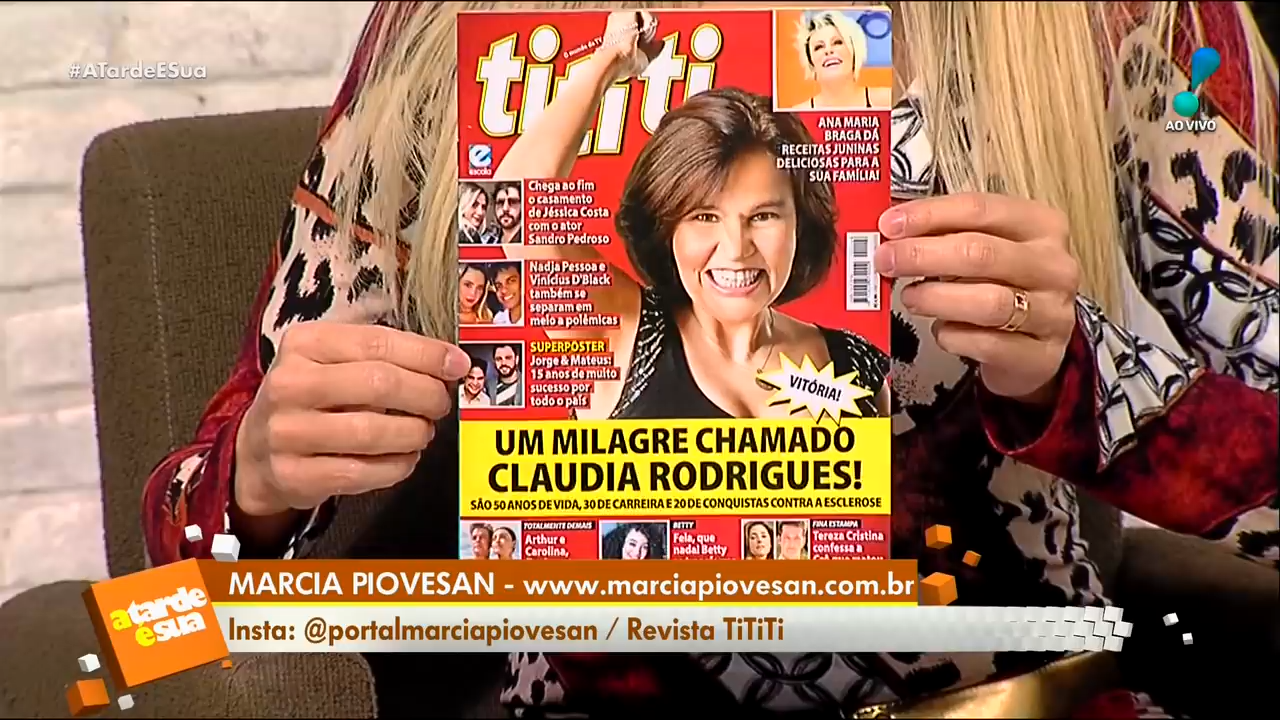 #ATardeESua
AO VIVO
tititi
O mundo da TV
e
escala
ANA MARIA
BRAGA DÁ
RECEITAS JUNINAS
DELICIOSAS PARA A
SUA FAMÍLIA!
Chega ao fim
o casamento
de Jéssica Costa
com o ator
Sandro Pedroso
Nadja Pessoa e
Vinícius D'Black
também se
separam em
meio a polêmicas
SUPERPÔSTER
Jorge & Mateus:
15 anos de muito
sucesso por
todo o país
VITÓRIA!
UM MILAGRE CHAMADO
CLAUDIA RODRIGUES!
SÃO 50 ANOS DE VIDA, 30 DE CARREIRA E 20 DE CONQUISTAS CONTRA A ESCLEROSE
TOTALMENTE DEMAIS
Arthur e
Carolina,
BETTY
Feia, que
nada! Betty
FINA ESTAMPA
Tereza Cristina
confessa a
a tarde
é sua
MARCIA PIOVESAN - www.marciapiovesan.com.br
Insta: @portalmarciapiovesan / Revista TiTiTi